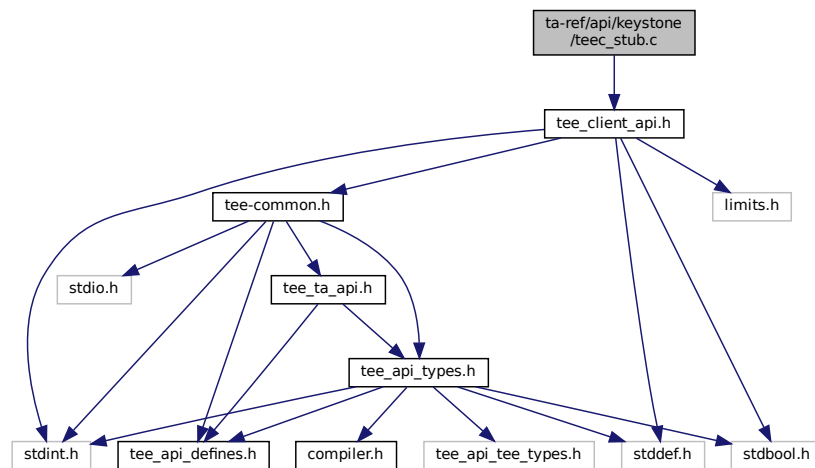 ta-ref/api/keystone
/teec_stub.c
tee_client_api.h
tee-common.h
limits.h
stdio.h
tee_ta_api.h
tee_api_types.h
stdint.h
tee_api_defines.h
compiler.h
tee_api_tee_types.h
stddef.h
stdbool.h